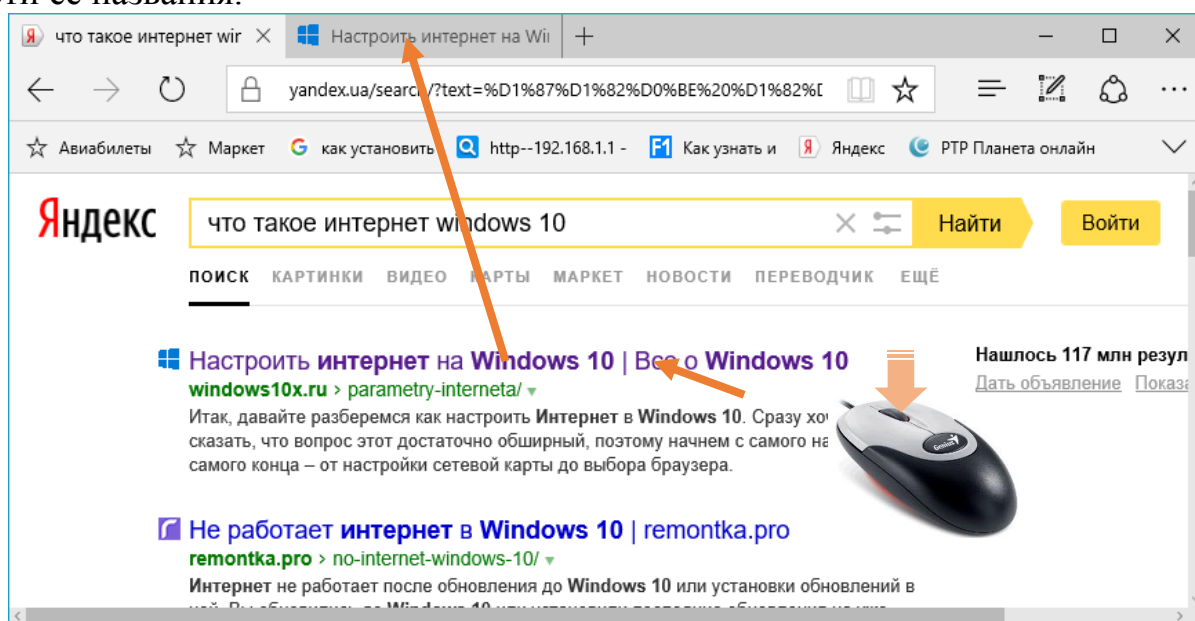 ти ее названия.
что такое интернет wir
Настроить интернет на Wi
yandex.ua/search/?text=%D1%87%D1%82%D0%BE%20%D1%82%
Авиабилеты Маркет как установить http--192.168.1.1 - Как узнать и Яндекс РТР Планета онлайн
Яндекс
что такое интернет windows 10
Найти
Войти
ПОИСК КАРТИНКИ ВИДЕО КАРТЫ МАРКЕТ НОВОСТИ ПЕРЕВОДЧИК ЕЩЁ
Настроить интернет на Windows 10 | Все о Windows 10
windows10x.ru › parametry-interneta/
Итак, давайте разберемся как настроить Интернет в Windows 10. Сразу хо
сказать, что вопрос этот достаточно обширный, поэтому начнем с самого на
самого конца – от настройки сетевой карты до выбора браузера.
Нашлось 117 млн резул
Дать объявление Показа
Genius
Не работает интернет в Windows 10 | remontka.pro
remontka.pro › no-internet-windows-10/
Интернет не работает после обновления до Windows 10 или установки обновлений в